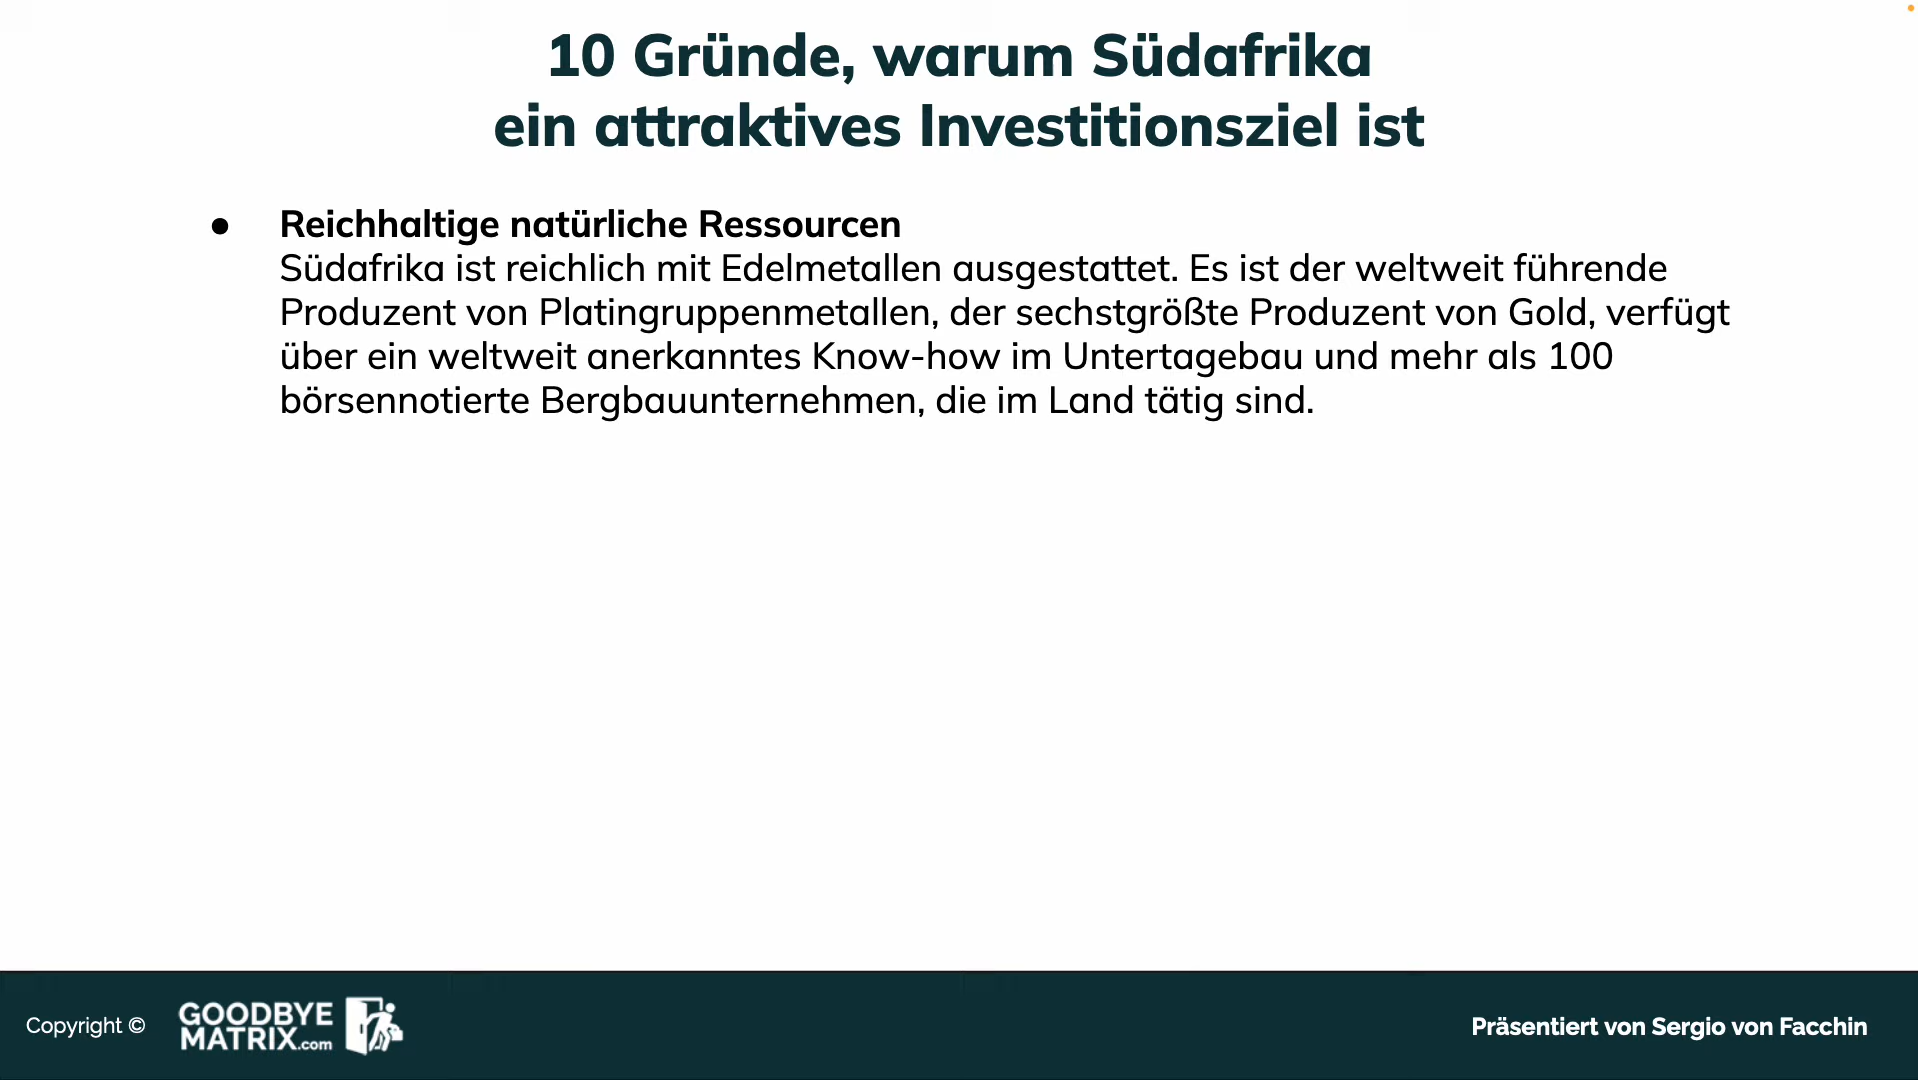 10 Gründe, warum Südafrika
ein attraktives Investitionsziel ist
● Reichhaltige natürliche Ressourcen
Südafrika ist reichlich mit Edelmetallen ausgestattet. Es ist der weltweit führende
Produzent von Platingruppenmetallen, der sechstgrößte Produzent von Gold, verfügt
über ein weltweit anerkanntes Know-how im Untertagebau und mehr als 100
börsennotierte Bergbauunternehmen, die im Land tätig sind.
Copyright ©
GOODBYE
MATRIX.com
Präsentiert von Sergio von Facchin